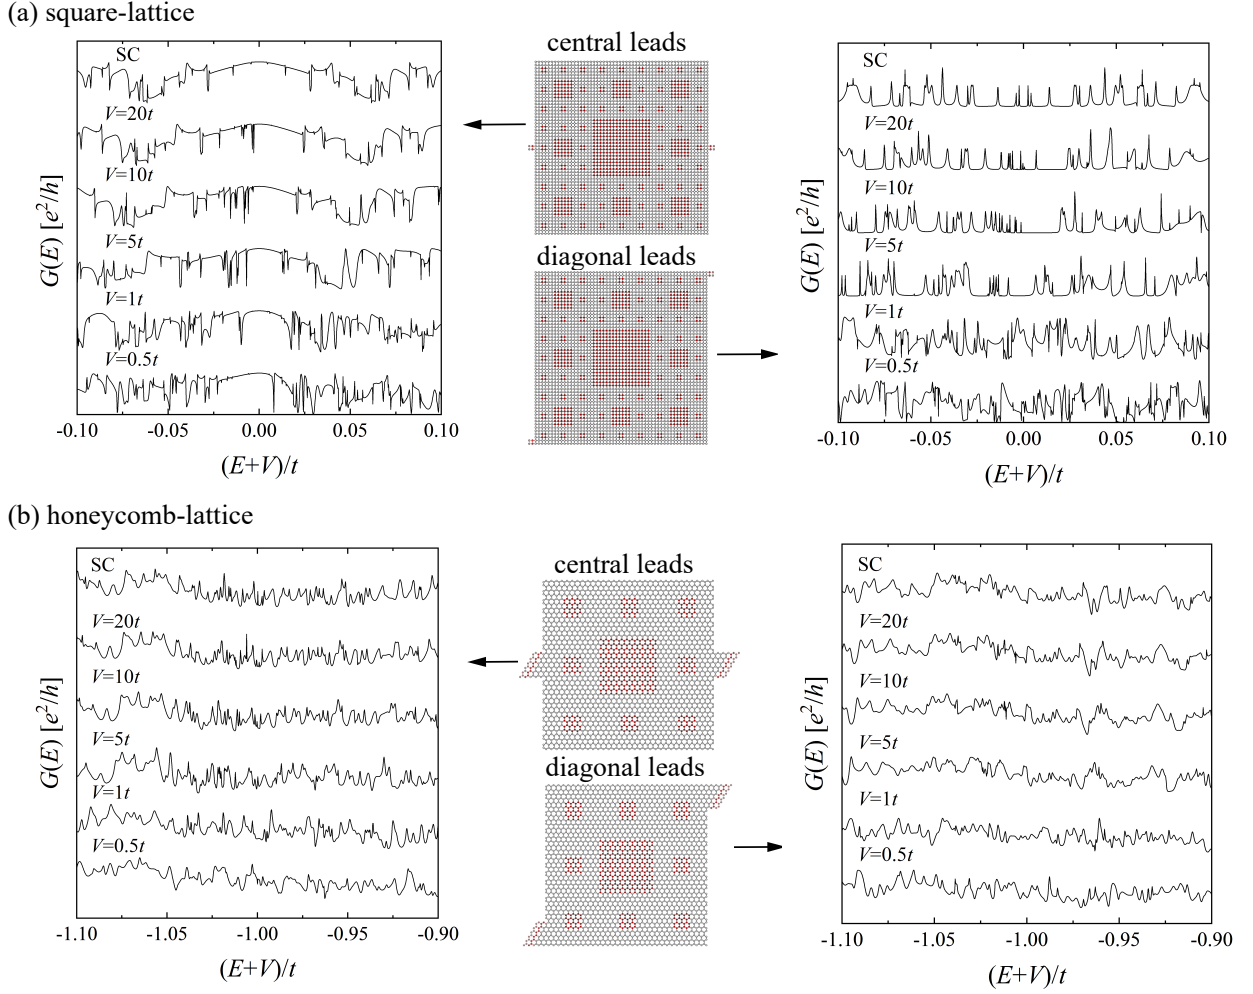 (a) square-lattice
SC
V=20t
V=10t
V=5t
V=1t
V=0.5t
G(E) [e²/h]
-0.10 -0.05 0.00 0.05 0.10
(E+V)/t
central leads
diagonal leads
SC
V=20t
V=10t
V=5t
V=1t
V=0.5t
G(E) [e²/h]
-0.10 -0.05 0.00 0.05 0.10
(E+V)/t
(b) honeycomb-lattice
SC
V=20t
V=10t
V=5t
V=1t
V=0.5t
G(E) [e²/h]
-1.10 -1.05 -1.00 -0.95 -0.90
(E+V)/t
central leads
diagonal leads
SC
V=20t
V=10t
V=5t
V=1t
V=0.5t
G(E) [e²/h]
-1.10 -1.05 -1.00 -0.95 -0.90
(E+V)/t